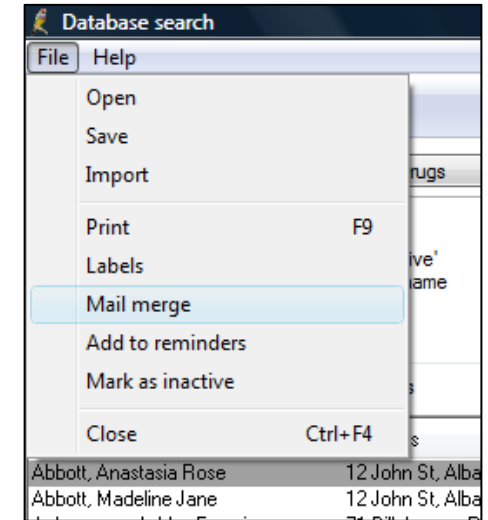 Database search
File Help
Open
Save
Import
rugs
Print F9
ive'
Labels
name
Mail merge
Add to reminders
Mark as inactive
Close Ctrl+F4
s
Abbott, Anastasia Rose 12 John St, Alba
Abbott, Madeline Jane 12 John St, Alba